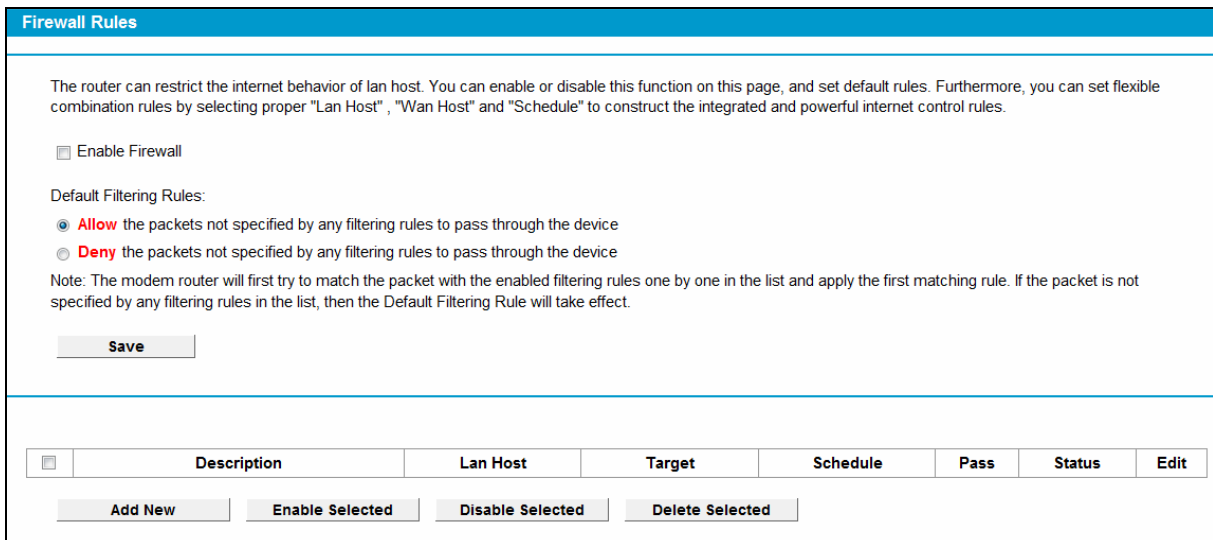 Firewall Rules
The router can restrict the internet behavior of lan host. You can enable or disable this function on this page, and set default rules. Furthermore, you can set flexible
combination rules by selecting proper "Lan Host" , "Wan Host" and "Schedule" to construct the integrated and powerful internet control rules.
Enable Firewall
Default Filtering Rules:
Allow the packets not specified by any filtering rules to pass through the device
Deny the packets not specified by any filtering rules to pass through the device
Note: The modem router will first try to match the packet with the enabled filtering rules one by one in the list and apply the first matching rule. If the packet is not
specified by any filtering rules in the list, then the Default Filtering Rule will take effect.
Save
Description Lan Host Target Schedule Pass Status Edit
Add New Enable Selected Disable Selected Delete Selected